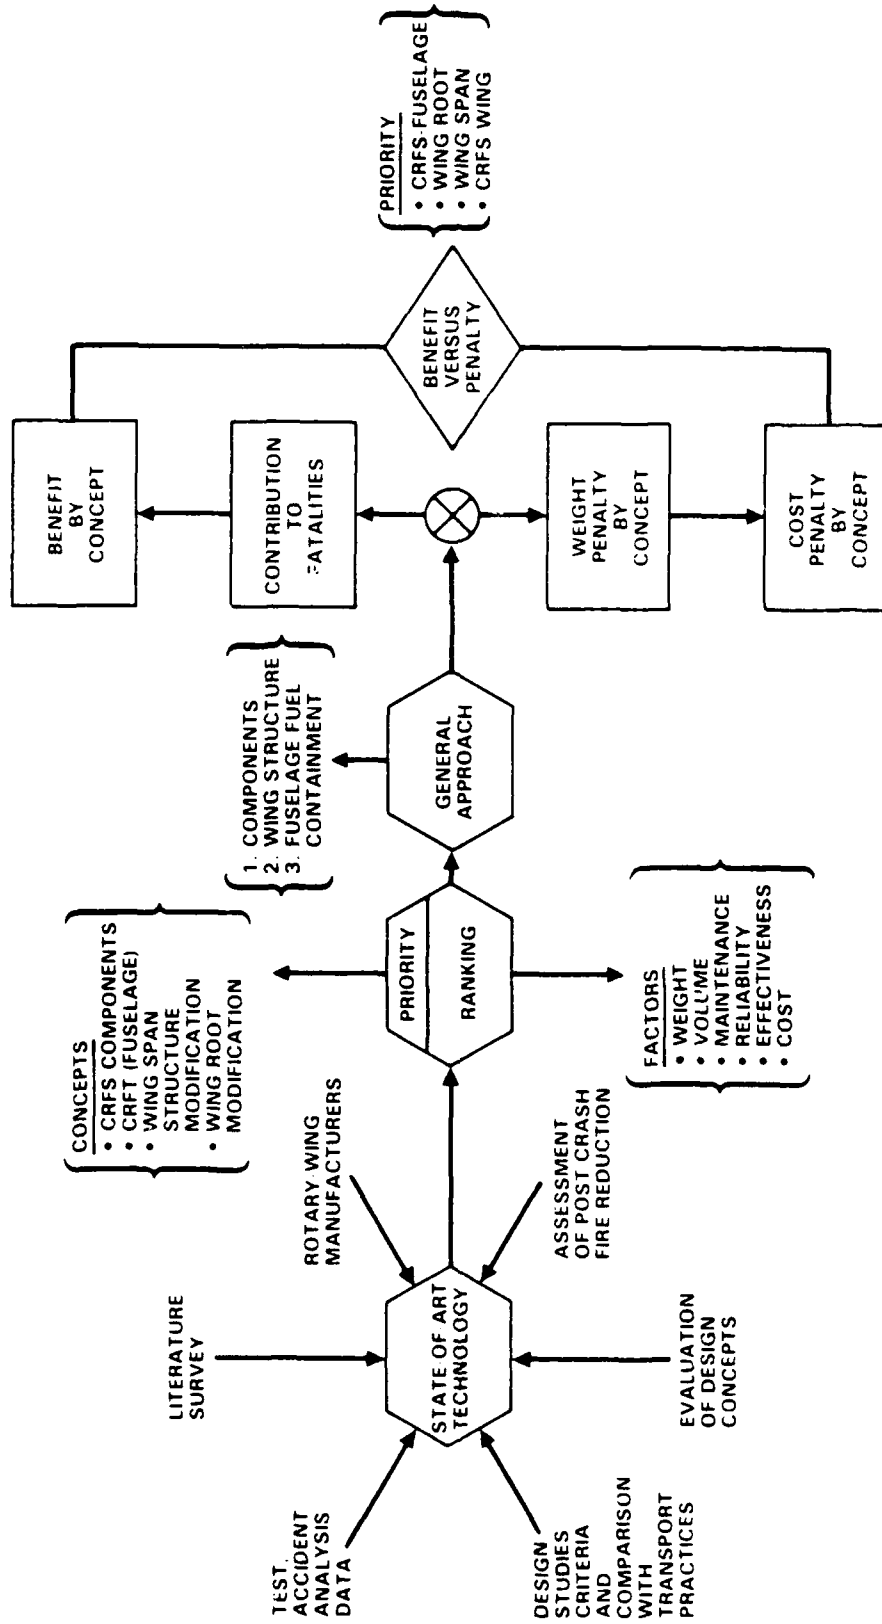 TEST,
ACCIDENT
ANALYSIS
DATA
LITERATURE
SURVEY
ROTARY-WING
MANUFACTURERS
STATE-OF ART
TECHNOLOGY
DESIGN
STUDIES
CRITERIA
AND
COMPARISON
WITH
TRANSPORT
PRACTICES
EVALUATION
OF DESIGN
CONCEPTS
ASSESSMENT
OF POST CRASH
FIRE REDUCTION
CONCEPTS
• CRFS COMPONENTS
• CRFT (FUSELAGE)
• WING SPAN
STRUCTURE
MODIFICATION
• WING ROOT
MODIFICATION
PRIORITY
RANKING
FACTORS
• WEIGHT
• VOLUME
• MAINTENANCE
• RELIABILITY
• EFFECTIVENESS
• COST
1. COMPONENTS
2. WING STRUCTURE
3. FUSELAGE FUEL
CONTAINMENT
GENERAL
APPROACH
BENEFIT
BY
CONCEPT
CONTRIBUTION
TO
FATALITIES
WEIGHT
PENALTY
BY
CONCEPT
COST
PENALTY
BY
CONCEPT
BENEFIT
VERSUS
PENALTY
PRIORITY
• CRFS-FUSELAGE
• WING ROOT
• WING SPAN
• CRFS WING